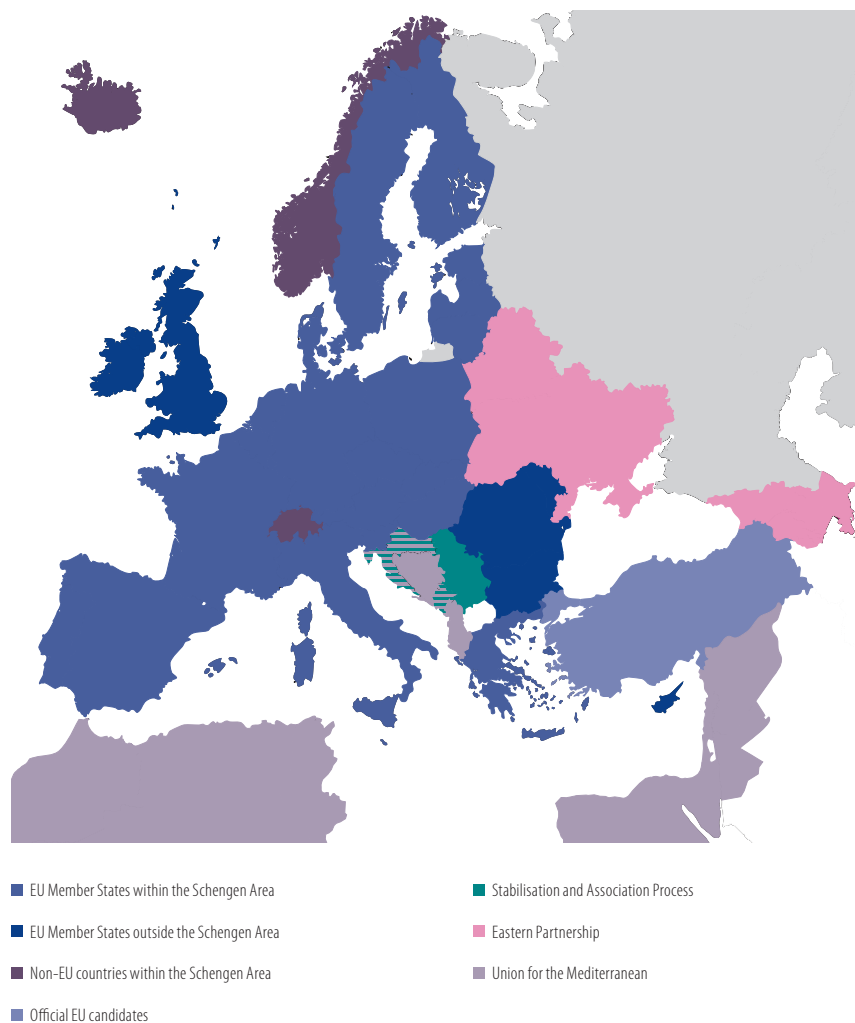 EU Member States within the Schengen Area
EU Member States outside the Schengen Area
Non-EU countries within the Schengen Area
Official EU candidates
Stabilisation and Association Process
Eastern Partnership
Union for the Mediterranean